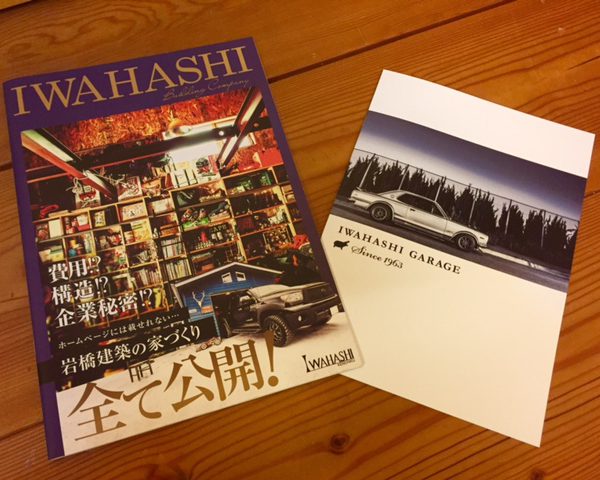 IWAHASHI
Building Company
費用!?
構造!?
企業秘密!?
ホームページには載せれない…
岩橋建築の家づくり
全て公開!
IWAHASHI
IWAHASHI GARAGE
Since 1963